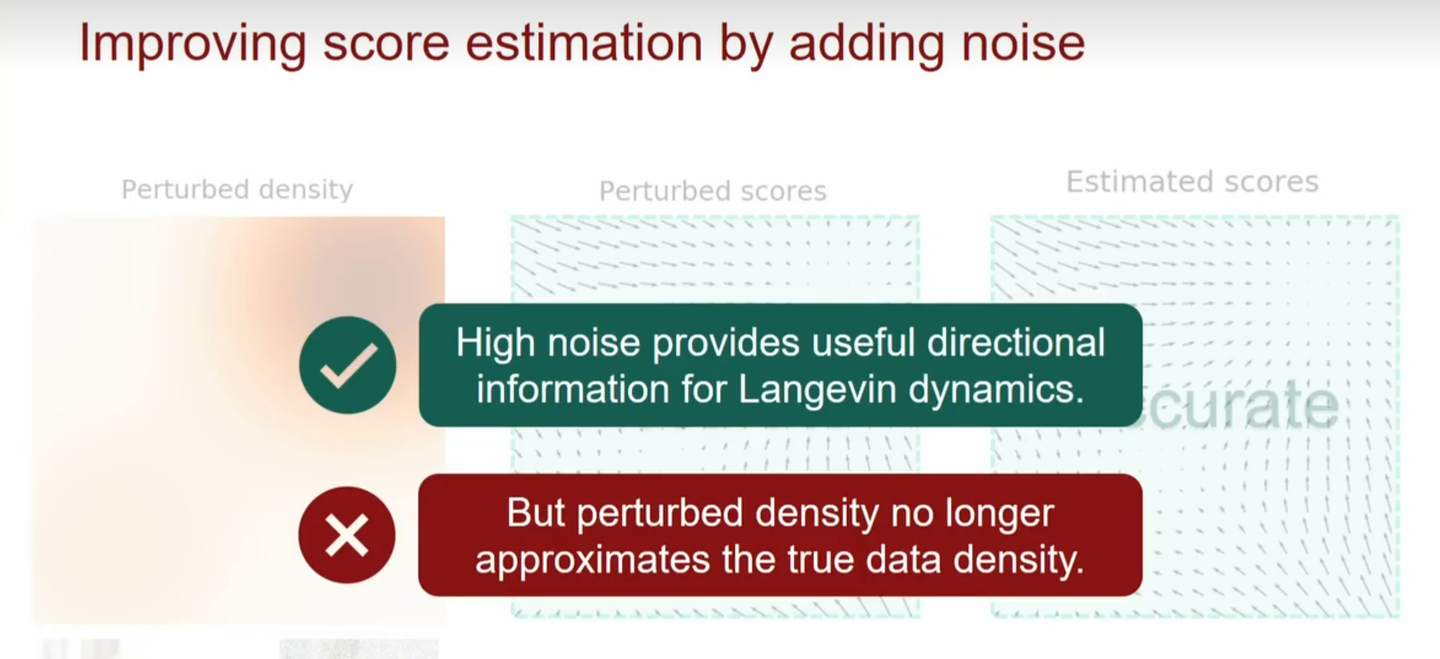 Improving score estimation by adding noise
Perturbed density
Perturbed scores
Estimated scores
High noise provides useful directional
information for Langevin dynamics.
curate
But perturbed density no longer
approximates the true data density.